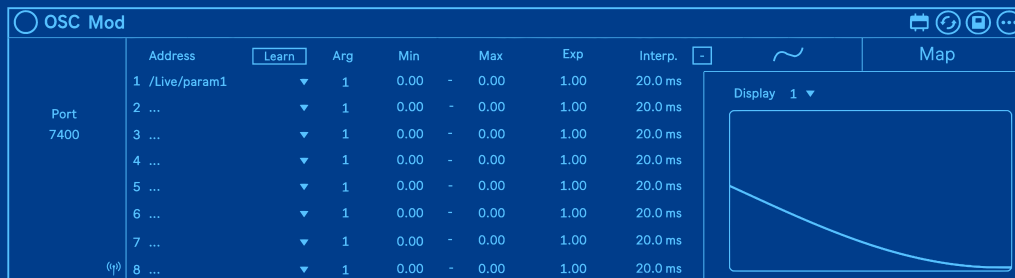 OSC Mod
Address Learn Arg Min Max Exp Interp. - Map
1 /Live/param1 1 0.00 - 0.00 1.00 20.0 ms
Display 1
2 ... 1 0.00 - 0.00 1.00 20.0 ms
Port
7400
3 ... 1 0.00 - 0.00 1.00 20.0 ms
4 ... 1 0.00 - 0.00 1.00 20.0 ms
5 ... 1 0.00 - 0.00 1.00 20.0 ms
6 ... 1 0.00 - 0.00 1.00 20.0 ms
7 ... 1 0.00 - 0.00 1.00 20.0 ms
8 ... 1 0.00 - 0.00 1.00 20.0 ms